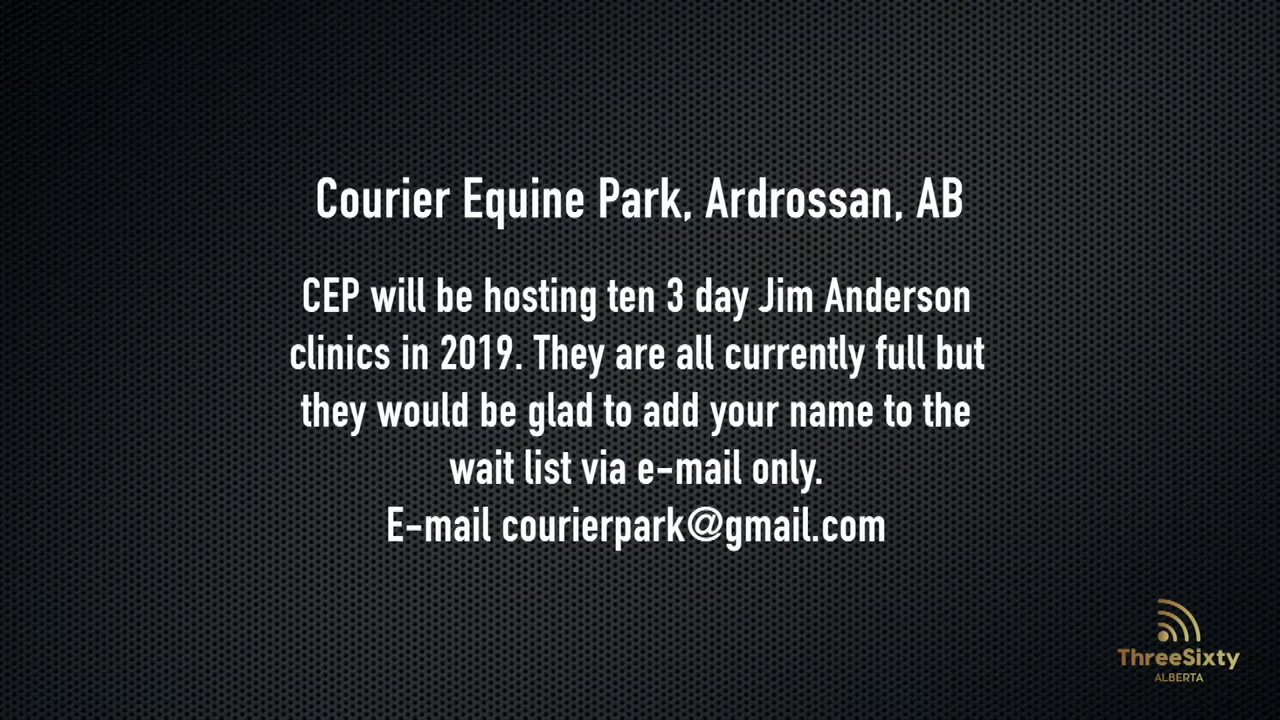 Courier Equine Park, Ardrossan, AB
CEP will be hosting ten 3 day Jim Anderson
clinics in 2019. They are all currently full but
they would be glad to add your name to the
wait list via e-mail only.
E-mail courierpark@gmail.com
ThreeSixty
ALBERTA